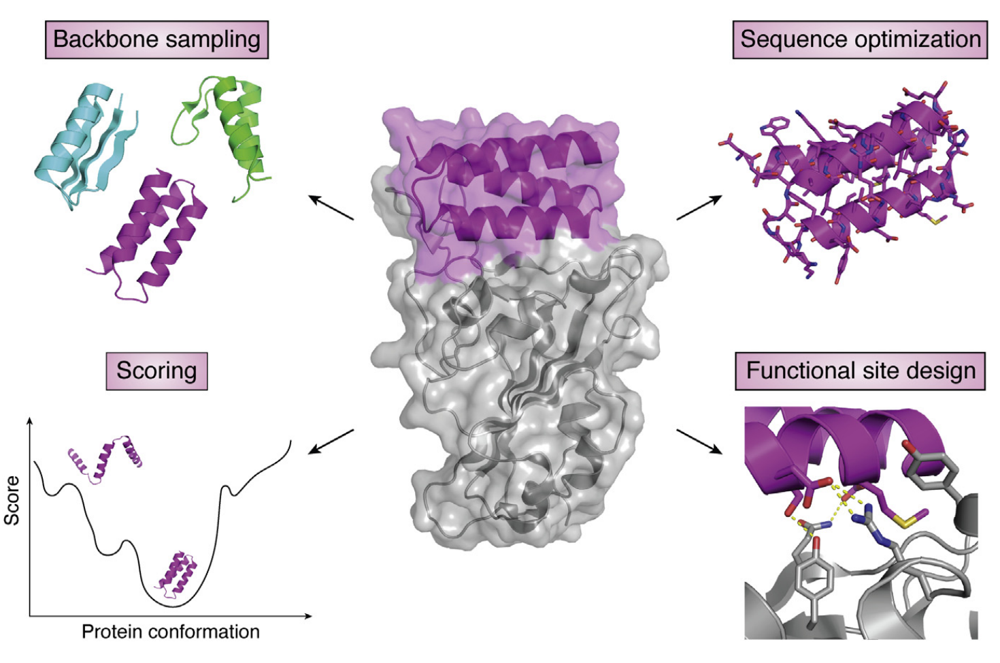 Backbone sampling
Sequence optimization
Scoring
Functional site design
Score
Protein conformation